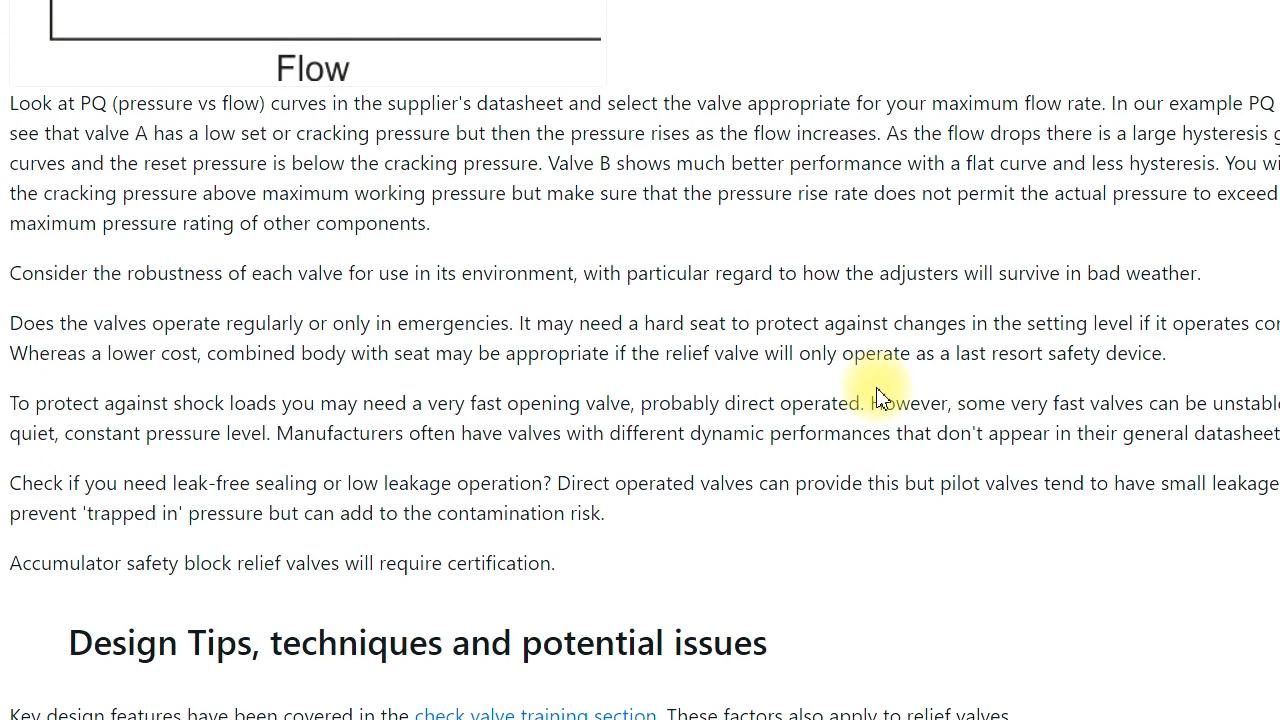 Flow
Look at PQ (pressure vs flow) curves in the supplier's datasheet and select the valve appropriate for your maximum flow rate. In our example PQ
see that valve A has a low set or cracking pressure but then the pressure rises as the flow increases. As the flow drops there is a large hysteresis
curves and the reset pressure is below the cracking pressure. Valve B shows much better performance with a flat curve and less hysteresis. You
the cracking pressure above maximum working pressure but make sure that the pressure rise rate does not permit the actual pressure to exceed
maximum pressure rating of other components.
Consider the robustness of each valve for use in its environment, with particular regard to how the adjusters will survive in bad weather.
Does the valves operate regularly or only in emergencies. It may need a hard seat to protect against changes in the setting level if it operates
Whereas a lower cost, combined body with seat may be appropriate if the relief valve will only operate as a last resort safety device.
To protect against shock loads you may need a very fast opening valve, probably direct operated. However, some very fast valves can be
quiet, constant pressure level. Manufacturers often have valves with different dynamic performances that don't appear in their general datasheet
Check if you need leak-free sealing or low leakage operation? Direct operated valves can provide this but pilot valves tend to have small leakage
prevent 'trapped in' pressure but can add to the contamination risk.
Accumulator safety block relief valves will require certification.
Design Tips, techniques and potential issues
Key design features have been covered in the check valve training section. These factors also apply to relief valves